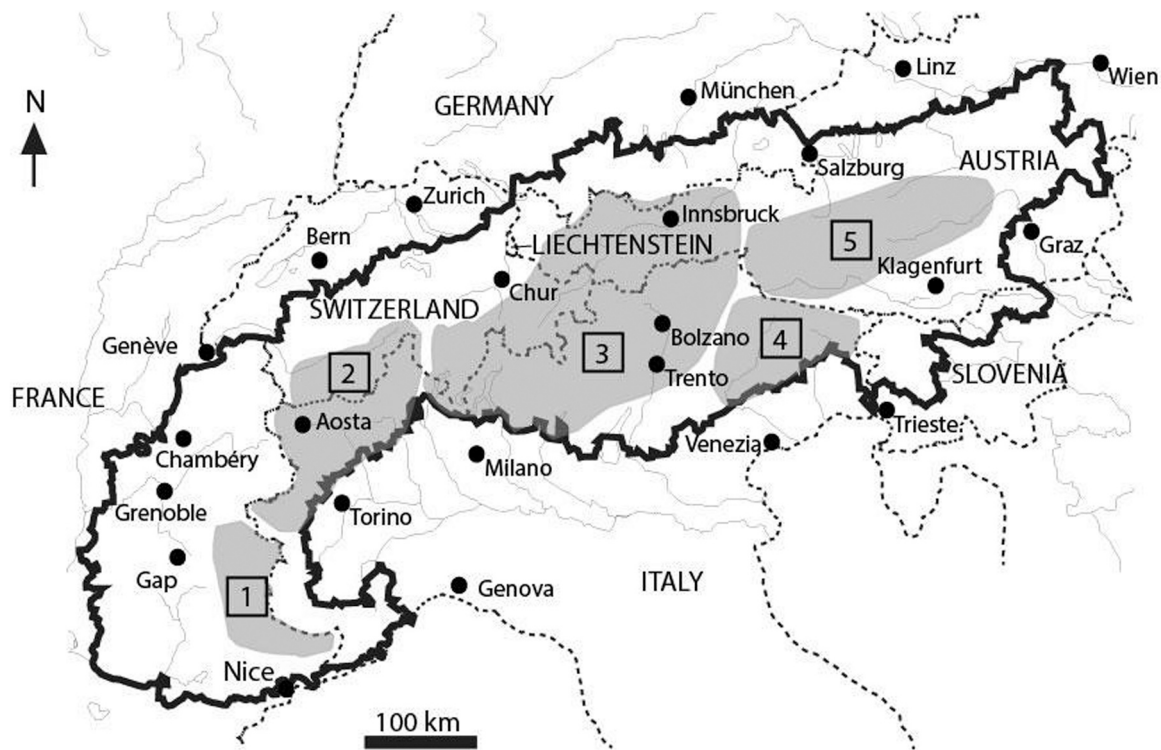 Linz
Wien
München
GERMANY
N
Salzburg
AUSTRIA
Zurich
Innsbruck
Bern
LIECHTENSTEIN
5
Graz
Klagenfurt
Chur
SWITZERLAND
Bolzano
4
Genève
3
2
Trento
SLOVENIA
FRANCE
Aosta
Trieste
Venezia
Chambéry
Milano
Grenoble
Torino
Gap
ITALY
1
Genova
Nice
100 km